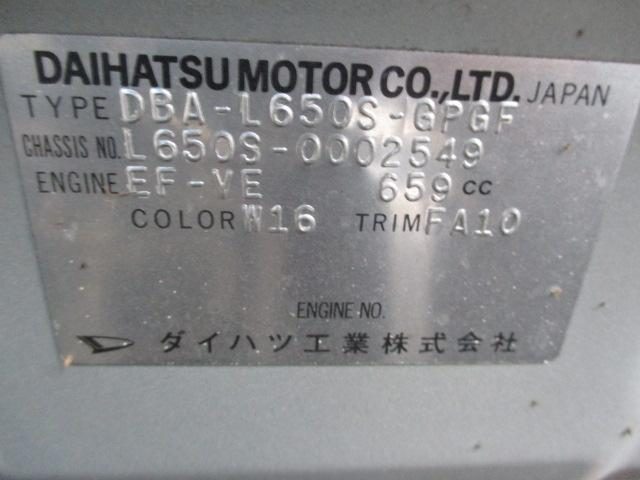 DAIHATSU MOTOR CO.,LTD. JAPAN
TYPE DBA-L650S-GPGF
CHASSIS NO. L650S-0002549
ENGINE EF-VE 659 cc
COLOR W16 TRIM FA10
ENGINE NO.
ダイハツ工業株式会社